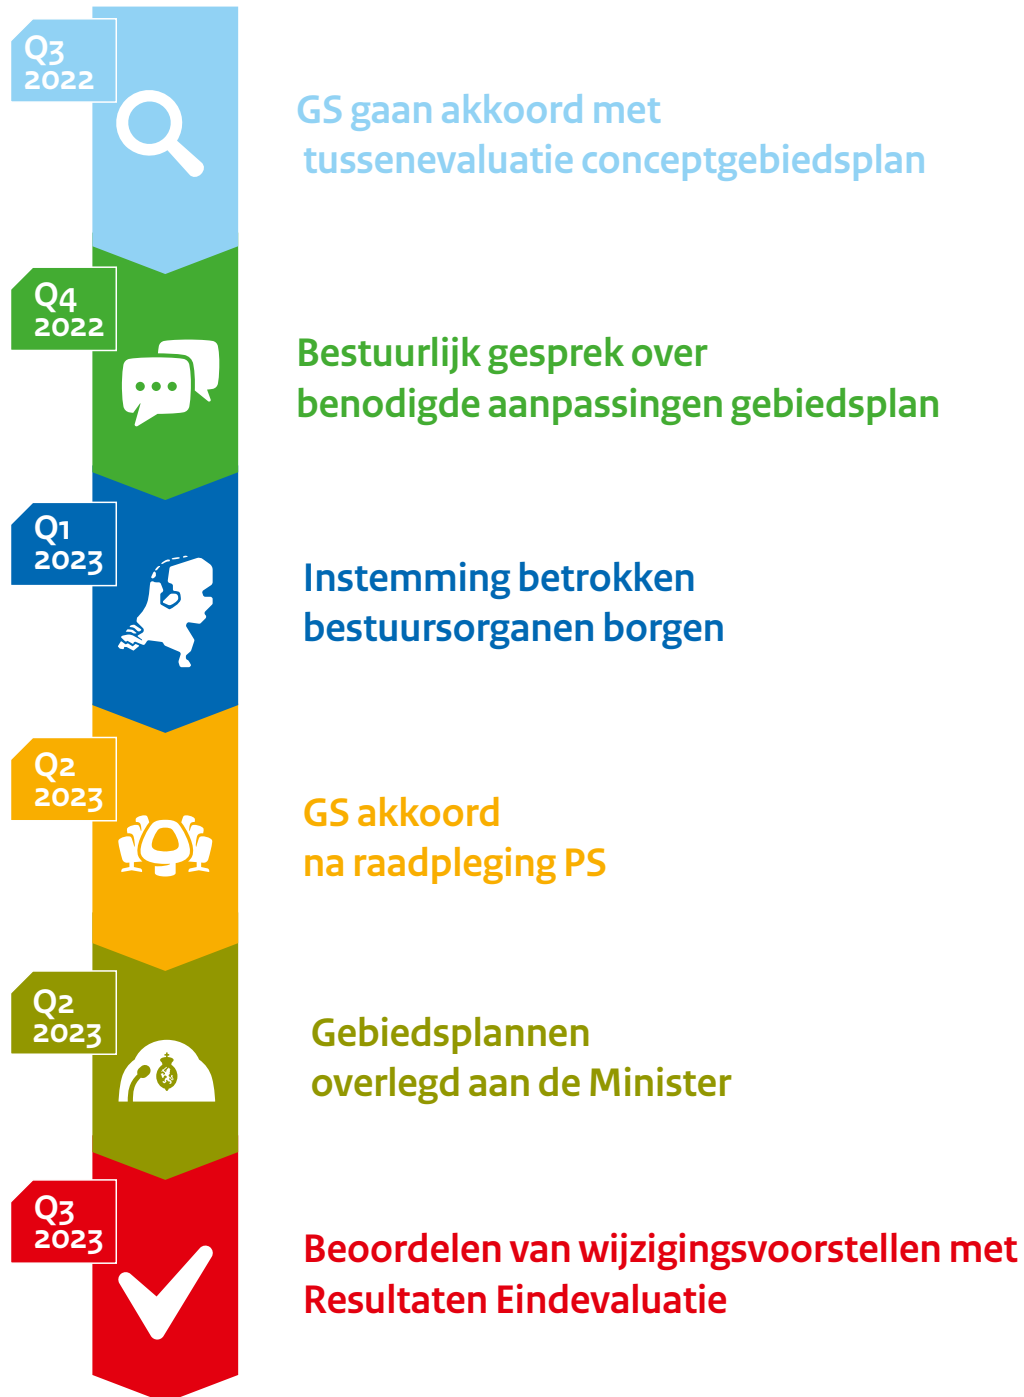 Q3
2022
GS gaan akkoord met
tussenevaluatie conceptgebiedsplan
Q4
2022
Bestuurlijk gesprek over
benodigde aanpassingen gebiedsplan
Q1
2023
Instemming betrokken
bestuursorganen borgen
Q2
2023
GS akkoord
na raadpleging PS
Q2
2023
Gebiedsplannen
overlegd aan de Minister
Q3
2023
Beoordelen van wijzigingsvoorstellen met
Resultaten Eindevaluatie